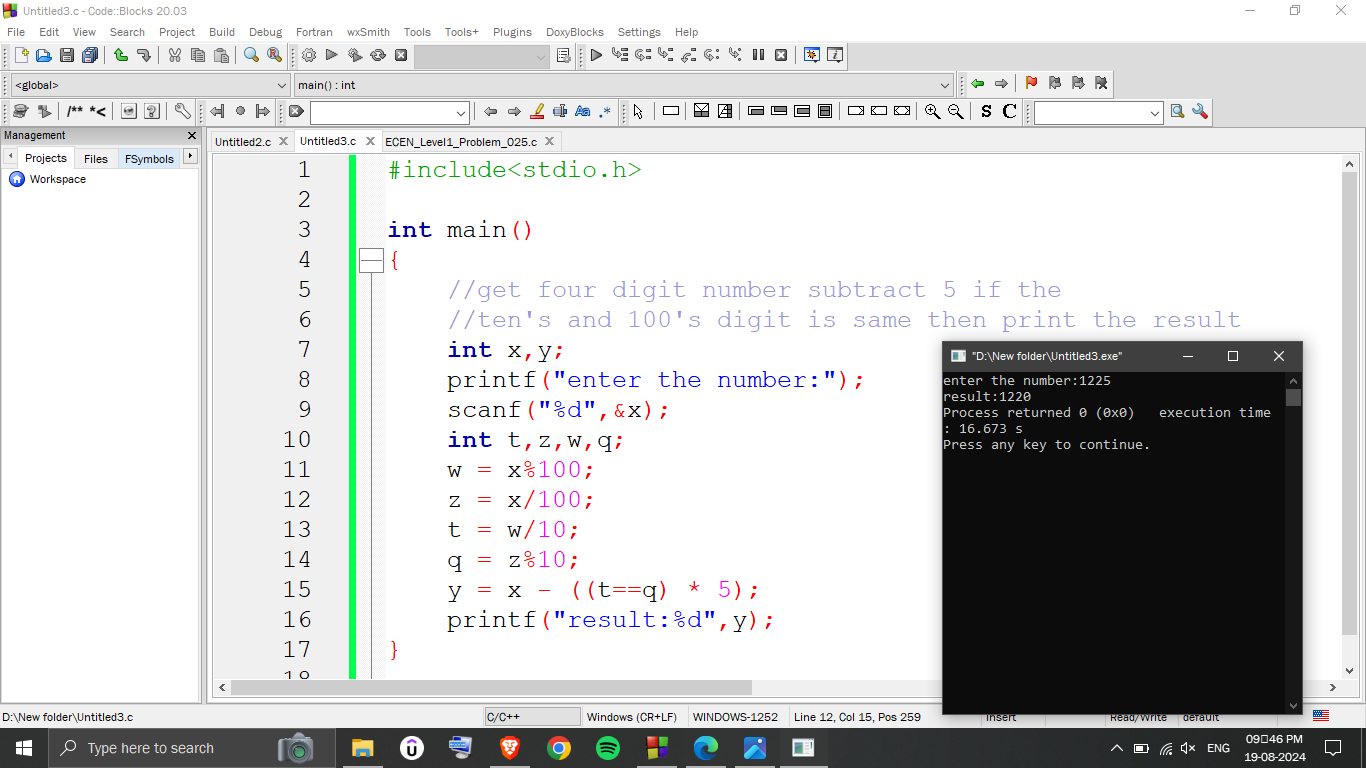 Untitled3.c - Code::Blocks 20.03
File Edit View Search Project Build Debug Fortran wxSmith Tools Tools+ Plugins DoxyBlocks Settings Help
<global> main() : int
/** *< Aa .* S C
Management
Untitled2.c Untitled3.c ECEN_Level1_Problem_025.c
Projects Files FSymbols
Workspace
1 #include<stdio.h>
2
3 int main()
4 {
5 //get four digit number subtract 5 if the
6 //ten's and 100's digit is same then print the result
7 int x,y;
8 printf("enter the number:");
9 scanf("%d",&x);
10 int t,z,w,q;
11 w = x%100;
12 z = x/100;
13 t = w/10;
14 q = z%10;
15 y = x - ((t==q) * 5);
16 printf("result:%d",y);
17 }
18
"D:\New folder\Untitled3.exe"
enter the number:1225
result:1220
Process returned 0 (0x0) execution time
: 16.673 s
Press any key to continue.
D:\New folder\Untitled3.c C/C++ Windows (CR+LF) WINDOWS-1252 Line 12, Col 15, Pos 259 Insert Read/Write default
Type here to search
ENG
09:46 PM
19-08-2024